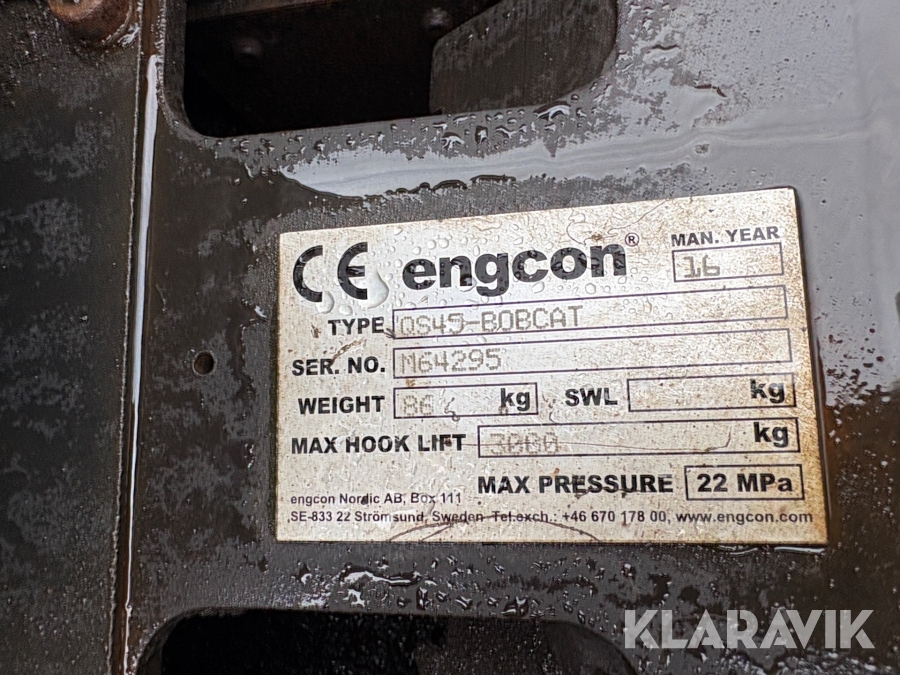 CE engcon® MAN. YEAR
16
TYPE QS45-BOBCAT
SER. NO. M64295
WEIGHT 86 kg SWL kg
MAX HOOK LIFT 3000 kg
MAX PRESSURE 22 MPa
engcon Nordic AB, Box 111
SE-833 22 Strömsund, Sweden Tel.exch.: +46 670 178 00, www.engcon.com
KLARAVIK